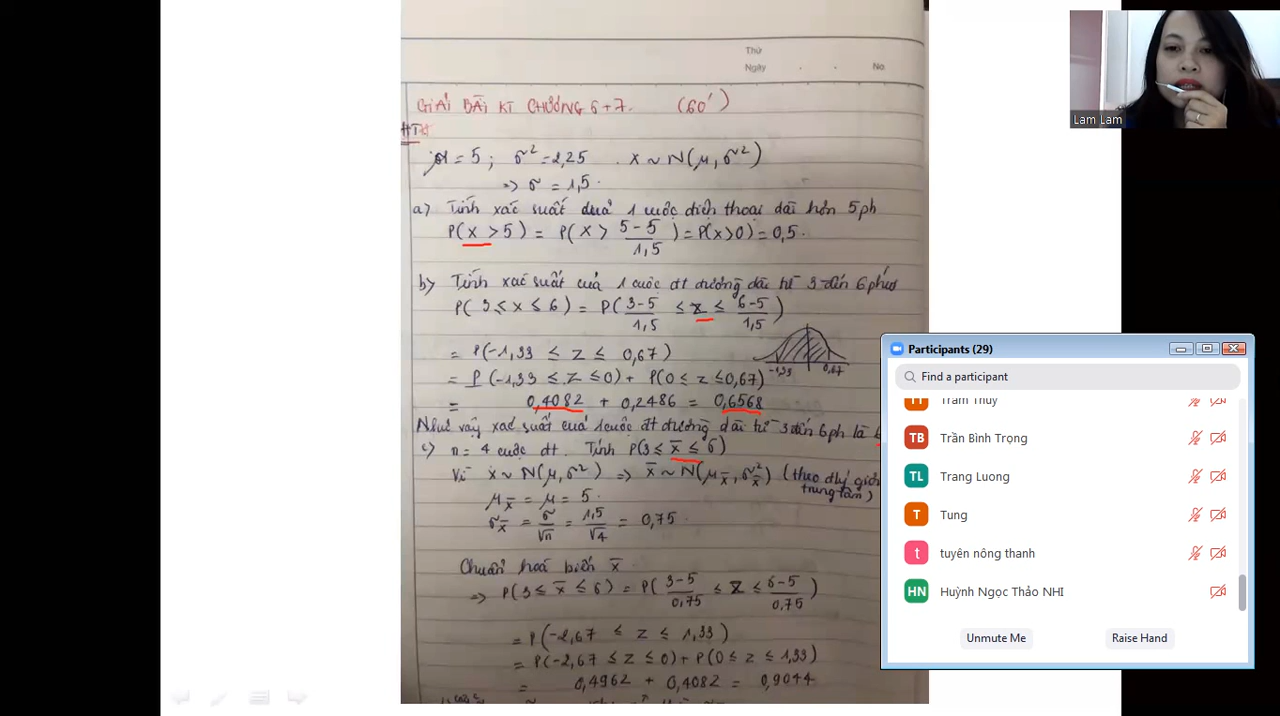 Thứ
Ngày . . No.
GIẢI BÀI KT CHƯƠNG 6+7. (60')
μ = 5 ; σ² = 2,25 . X ~ N(μ, σ²)
=> σ = 1,5.
a) Tính xác suất của 1 cuộc điện thoại dài hơn 5ph
P(X > 5) = P(X > 5-5/1,5) = P(X>0) = 0,5.
b) Tính xác suất của 1 cuộc đt đường dài từ 3 đến 6 phút
P(3 ≤ X ≤ 6) = P(3-5/1,5 ≤ Z ≤ 6-5/1,5)
= P(-1,33 ≤ Z ≤ 0,67)
= P(-1,33 ≤ Z ≤ 0) + P(0 ≤ Z ≤ 0,67)
-1,33 0,67
= 0,4082 + 0,2486 = 0,6568
Như vậy xác suất của 1 cuộc đt đường dài từ 3 đến 6ph là
c) n = 4 cuộc đt. Tính P(3 ≤ x̄ ≤ 6)
Vì X ~ N(μ, σ²) => X̄ ~ N(μx̄, σ²x̄) (theo đlý giới
trung tâm)
μx̄ = μ = 5.
σx̄ = σ/√n = 1,5/√4 = 0,75.
Chuẩn hoá biến x̄
=> P(3 ≤ x̄ ≤ 6) = P(3-5/0,75 ≤ Z ≤ 6-5/0,75)
= P(-2,67 ≤ Z ≤ 1,33)
= P(-2,67 ≤ Z ≤ 0) + P(0 ≤ Z ≤ 1,33)
= 0,4962 + 0,4082 = 0,9044
Lam Lam
Participants (29)
Find a participant
Trâm Thúy
TB Trần Bình Trọng
TL Trang Luong
T Tung
t tuyên nông thanh
HN Huỳnh Ngọc Thảo NHI
Unmute Me Raise Hand